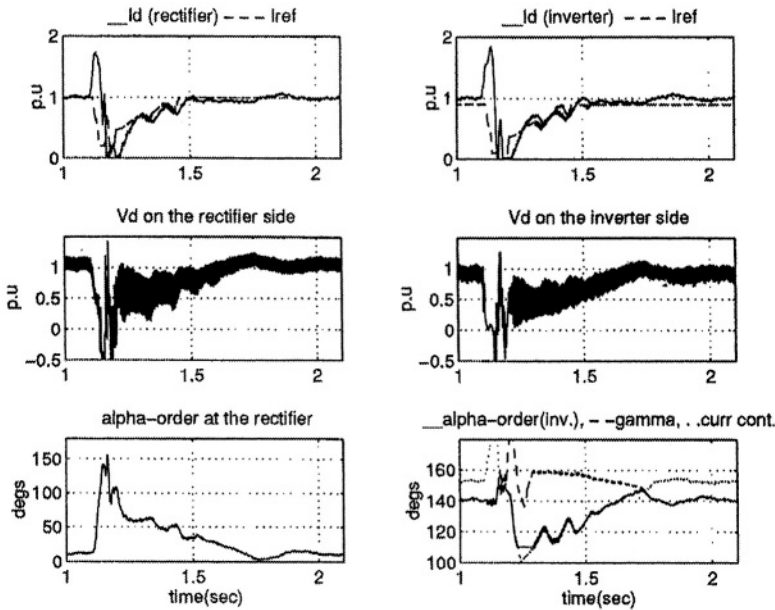 __Id (rectifier) – – – Iref
2
p.u
1
0
1
1.5
2
__Id (inverter) – – – Iref
2
p.u
1
0
1
1.5
2
Vd on the rectifier side
1
p.u
0.5
0
−0.5
1
1.5
2
Vd on the inverter side
1
p.u
0.5
0
−0.5
1
1.5
2
alpha−order at the rectifier
150
degs
100
50
0
1
1.5
2
time(sec)
__alpha−order(inv.), −−gamma, . .curr cont.
160
degs
140
120
100
1
1.5
2
time(sec)